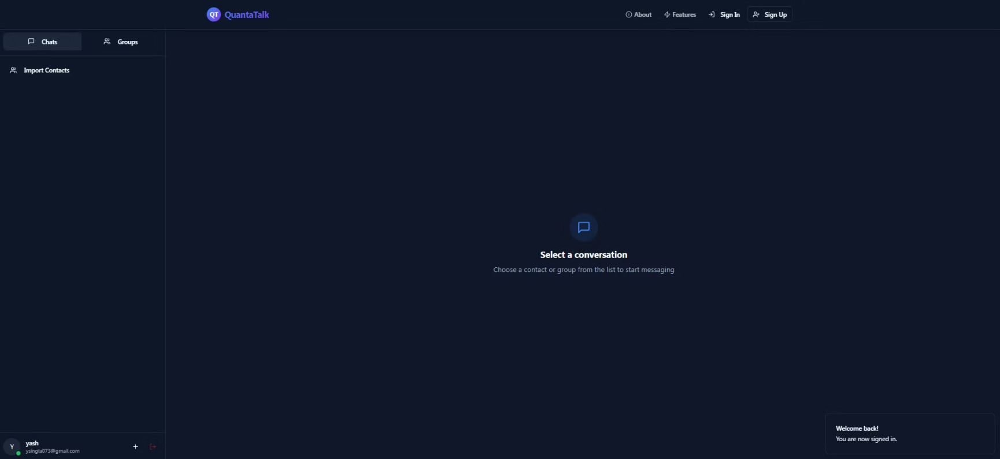 QT QuantaTalk
About Features Sign In Sign Up
Chats Groups
Import Contacts
Select a conversation
Choose a contact or group from the list to start messaging
Y yash
ysingla073@gmail.com
Welcome back!
You are now signed in.